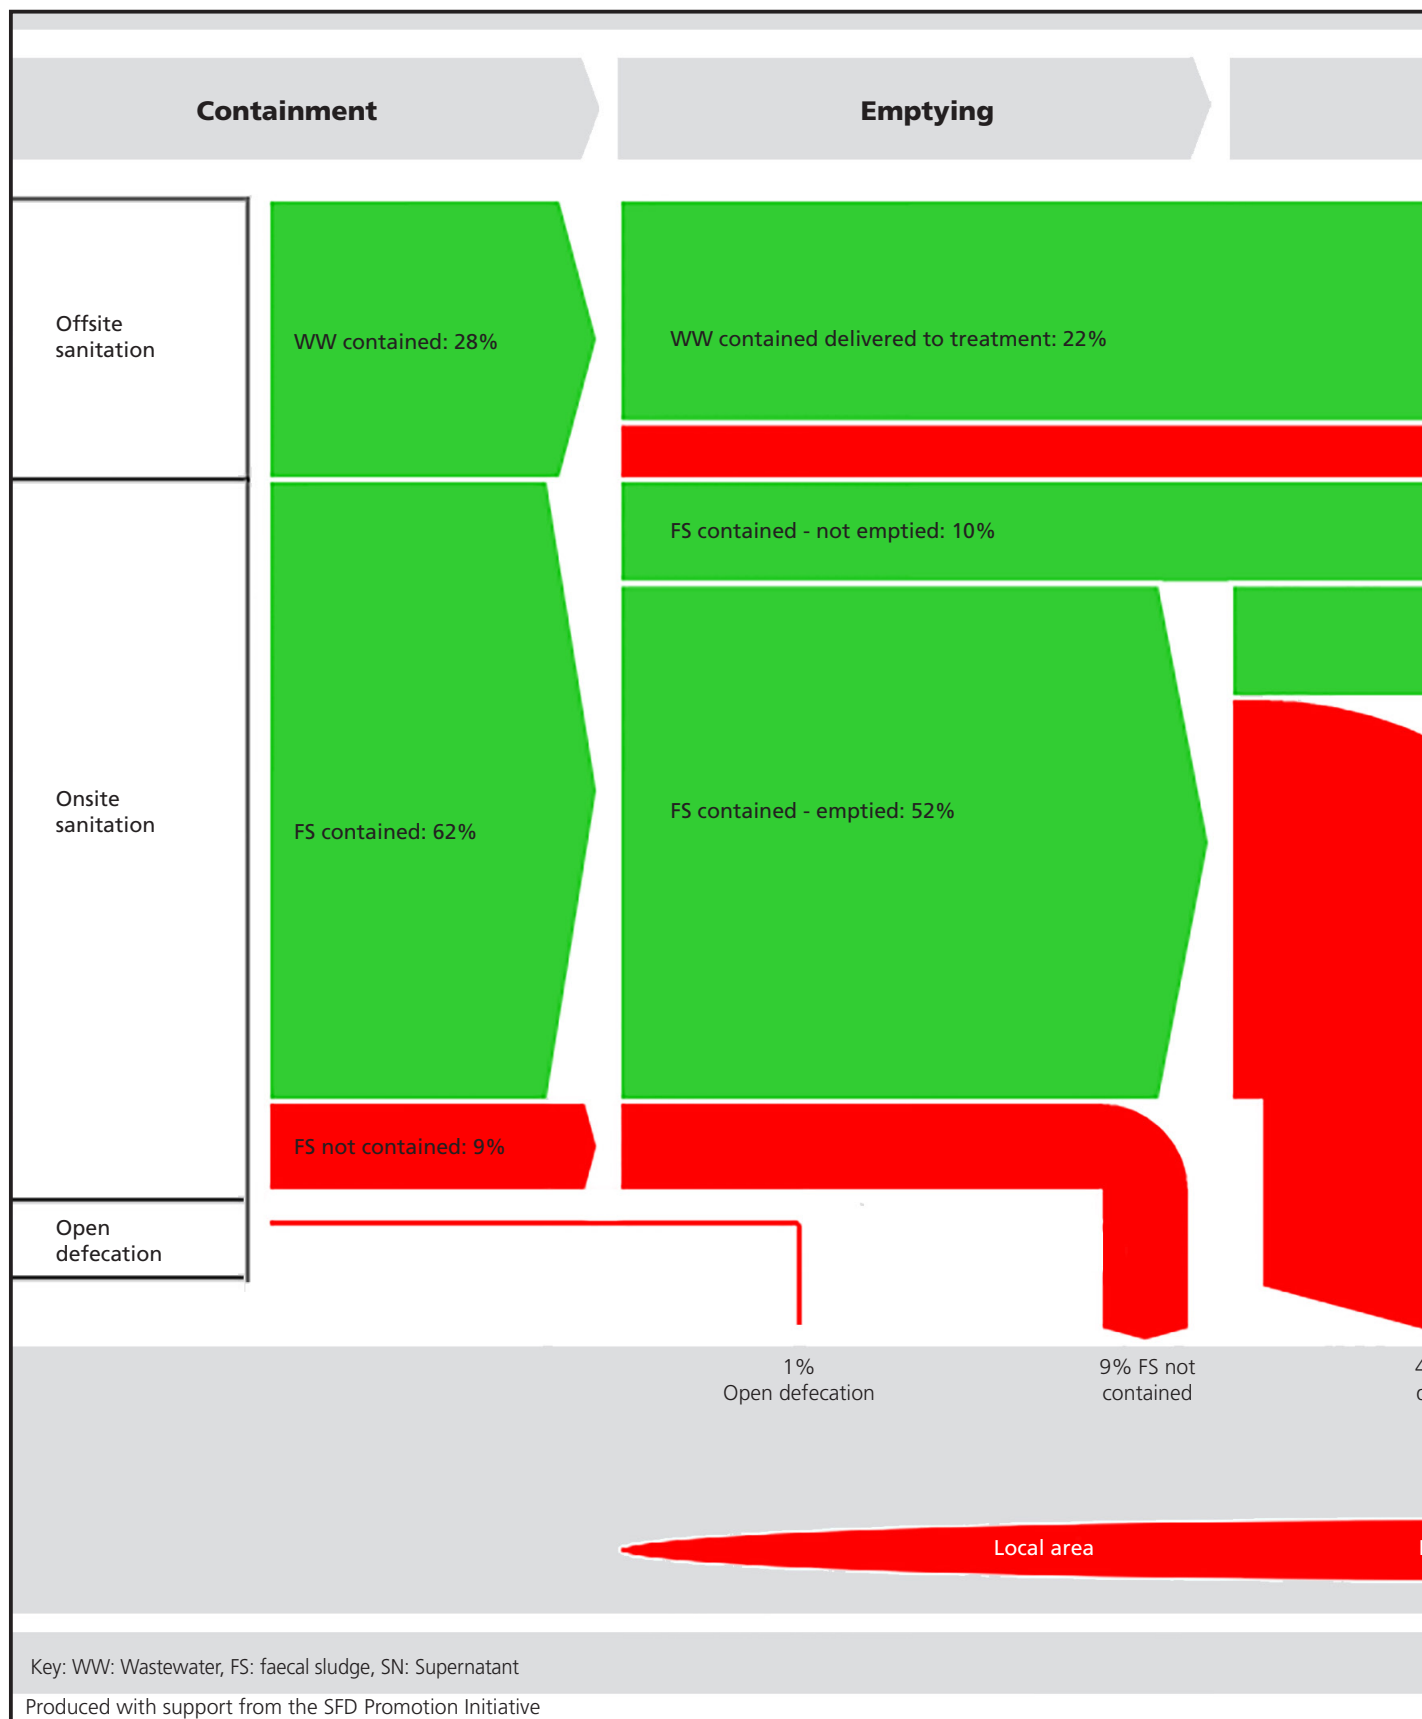 Containment
Emptying
Offsite
sanitation
WW contained: 28%
WW contained delivered to treatment: 22%
FS contained - not emptied: 10%
Onsite
sanitation
FS contained: 62%
FS contained - emptied: 52%
FS not contained: 9%
Open
defecation
1%
Open defecation
9% FS not
contained
4
Local area
Key: WW: Wastewater, FS: faecal sludge, SN: Supernatant
Produced with support from the SFD Promotion Initiative